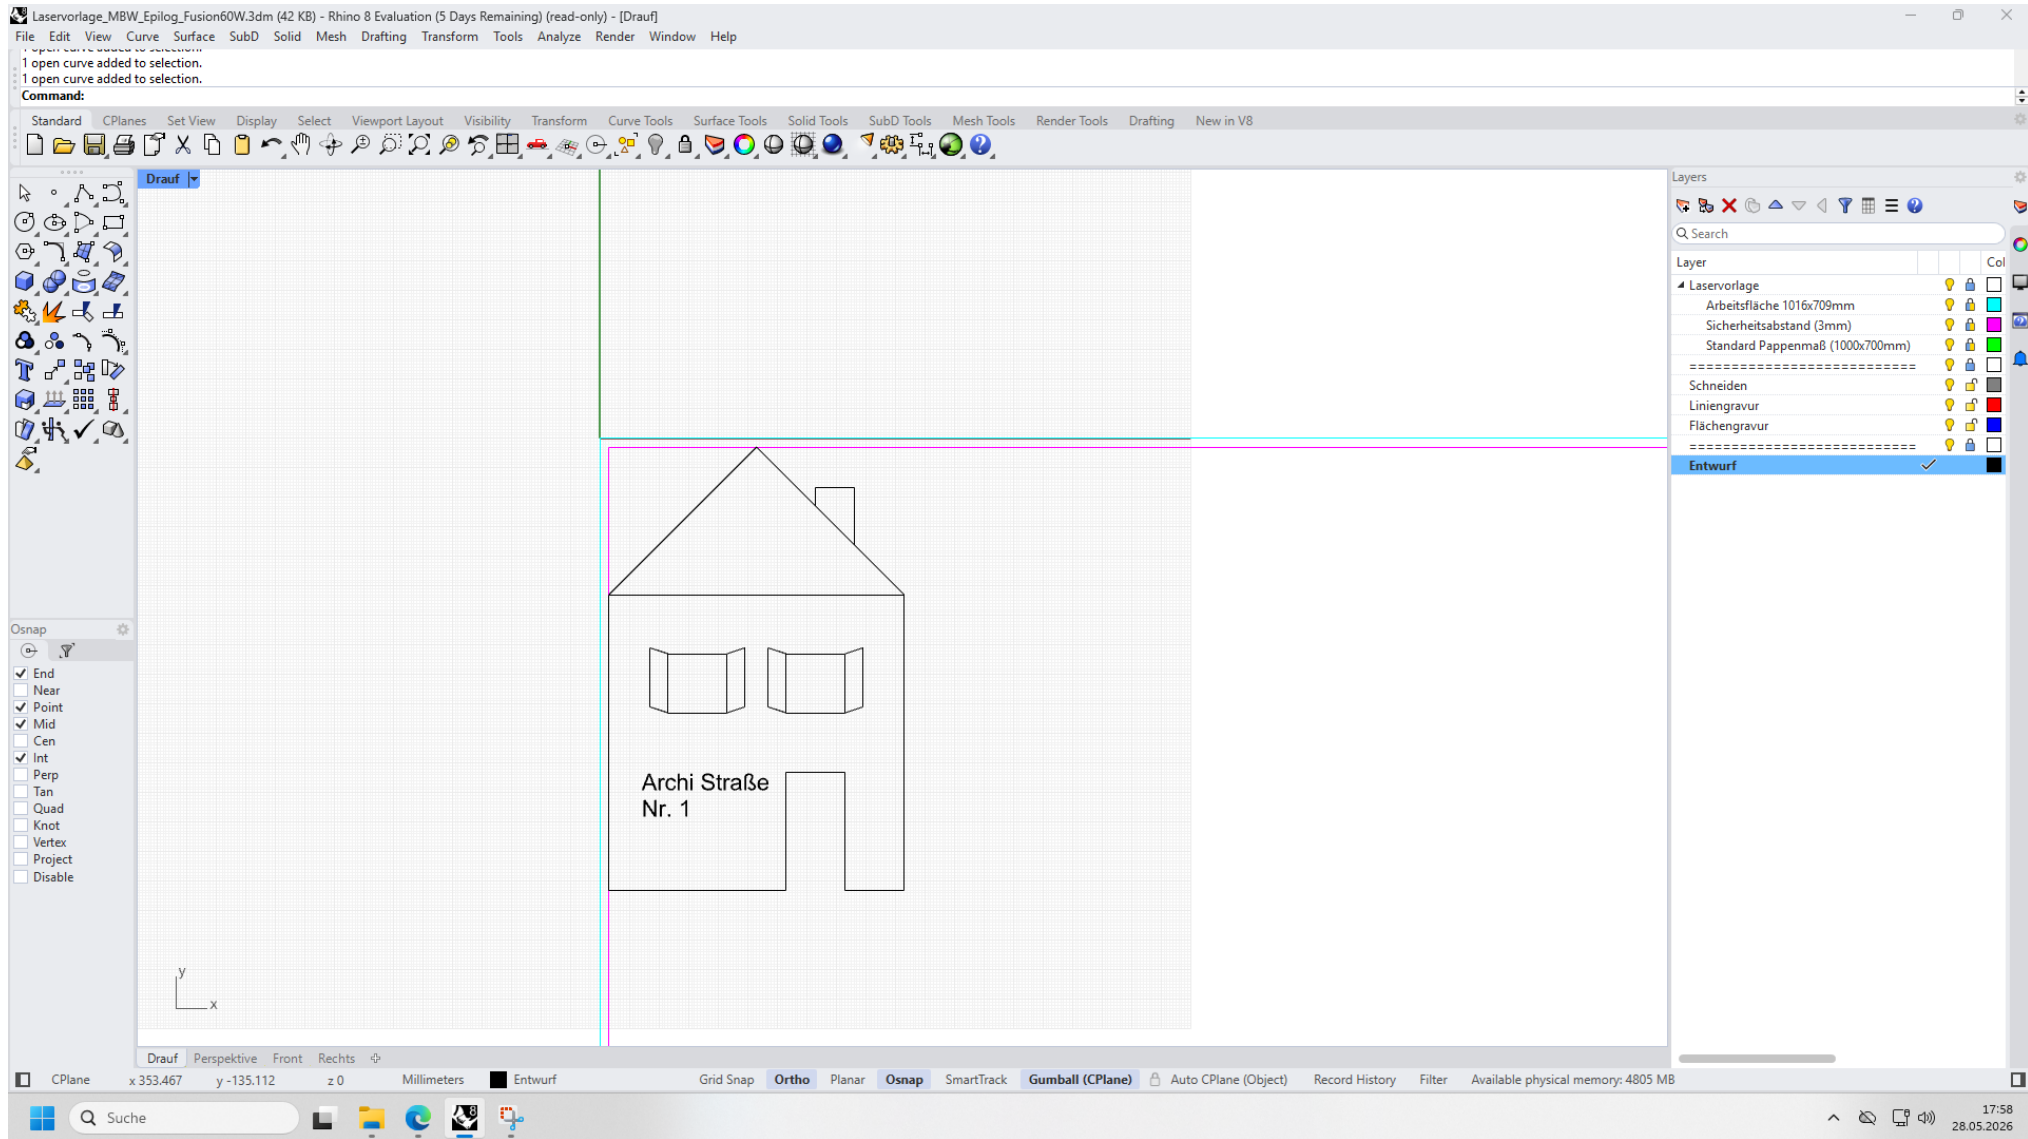 Laservorlage_MBW_Epilog_Fusion60W.3dm (42 KB) - Rhino 8 Evaluation (5 Days Remaining) (read-only) - [Drauf]
File Edit View Curve Surface SubD Solid Mesh Drafting Transform Tools Analyze Render Window Help
1 open curve added to selection.
1 open curve added to selection.
1 open curve added to selection.
Command:
Standard CPlanes Set View Display Select Viewport Layout Visibility Transform Curve Tools Surface Tools Solid Tools SubD Tools Mesh Tools Render Tools Drafting New in V8
Drauf
Layers
Search
Layer Col
Laservorlage
Arbeitsfläche 1016x709mm
Sicherheitsabstand (3mm)
Standard Pappenmaß (1000x700mm)
===========================
Schneiden
Liniengravur
Flächengravur
===========================
Entwurf
Archi Straße
Nr. 1
Osnap
End
Near
Point
Mid
Cen
Int
Perp
Tan
Quad
Knot
Vertex
Project
Disable
y
x
Drauf Perspektive Front Rechts
CPlane x 353.467 y -135.112 z 0 Millimeters Entwurf Grid Snap Ortho Planar Osnap SmartTrack Gumball (CPlane) Auto CPlane (Object) Record History Filter Available physical memory: 4805 MB
Suche
17:58
28.05.2026